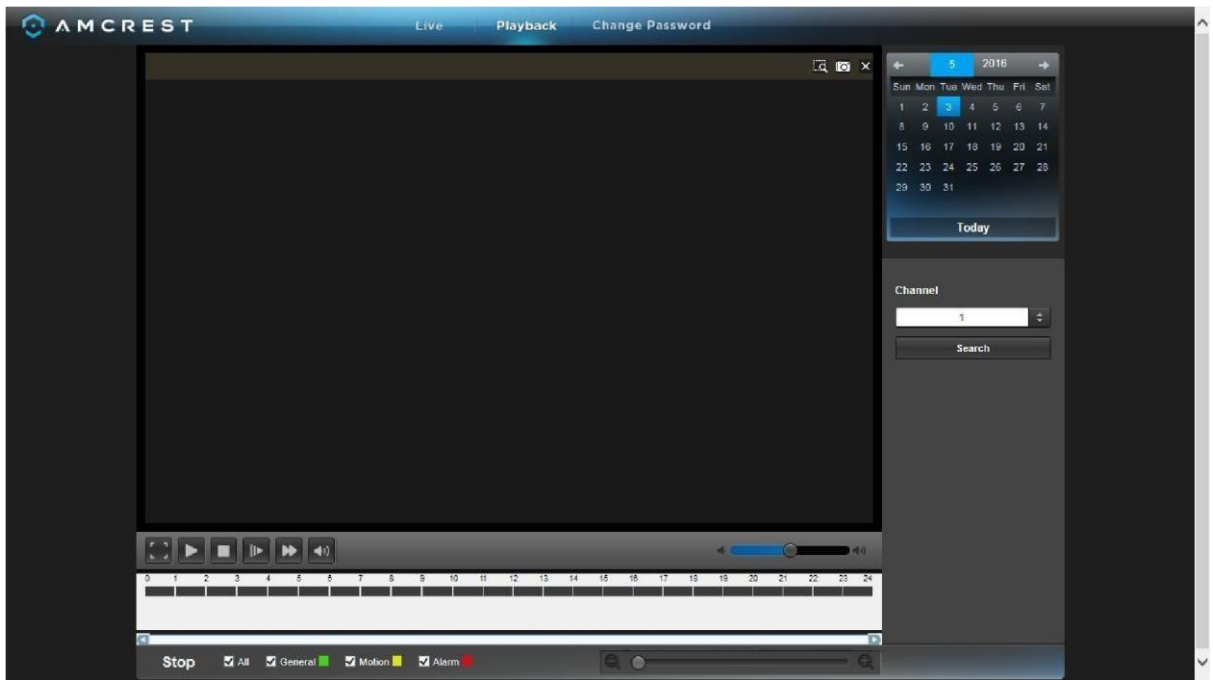 AMCREST Live Playback Change Password
5 2016
Sun Mon Tue Wed Thu Fri Sat
1 2 3 4 5 6 7
8 9 10 11 12 13 14
15 16 17 18 19 20 21
22 23 24 25 26 27 28
29 30 31
Today
Channel
1
Search
0 1 2 3 4 5 6 7 8 9 10 11 12 13 14 15 16 17 18 19 20 21 22 23 24
Stop All General Motion Alarm